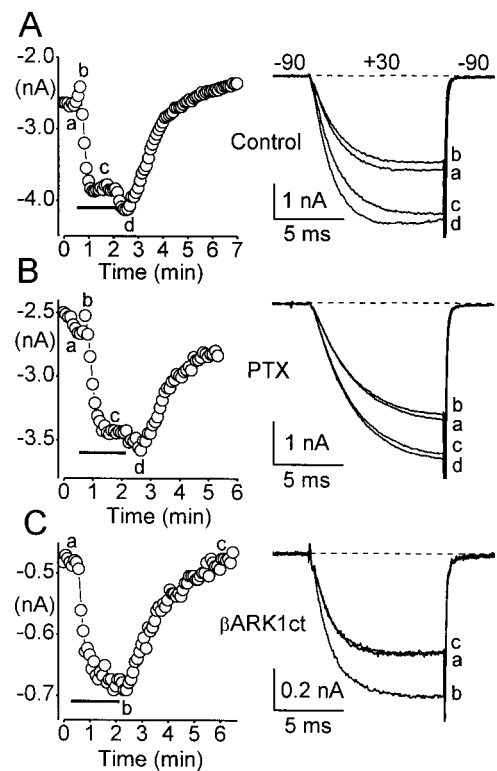 A
-2.0
(nA)
-3.0
-4.0
b
a
c
d
0 1 2 3 4 5 6 7
Time (min)
-90 +30 -90
Control
b
a
c
d
1 nA
5 ms
B
-2.5
(nA)
-3.0
-3.5
b
a
c
d
0 1 2 3 4 5 6
Time (min)
PTX
b
a
c
d
1 nA
5 ms
C
-0.5
(nA)
-0.6
-0.7
a
c
b
0 1 2 3 4 5 6
Time (min)
βARK1ct
c
a
b
0.2 nA
5 ms